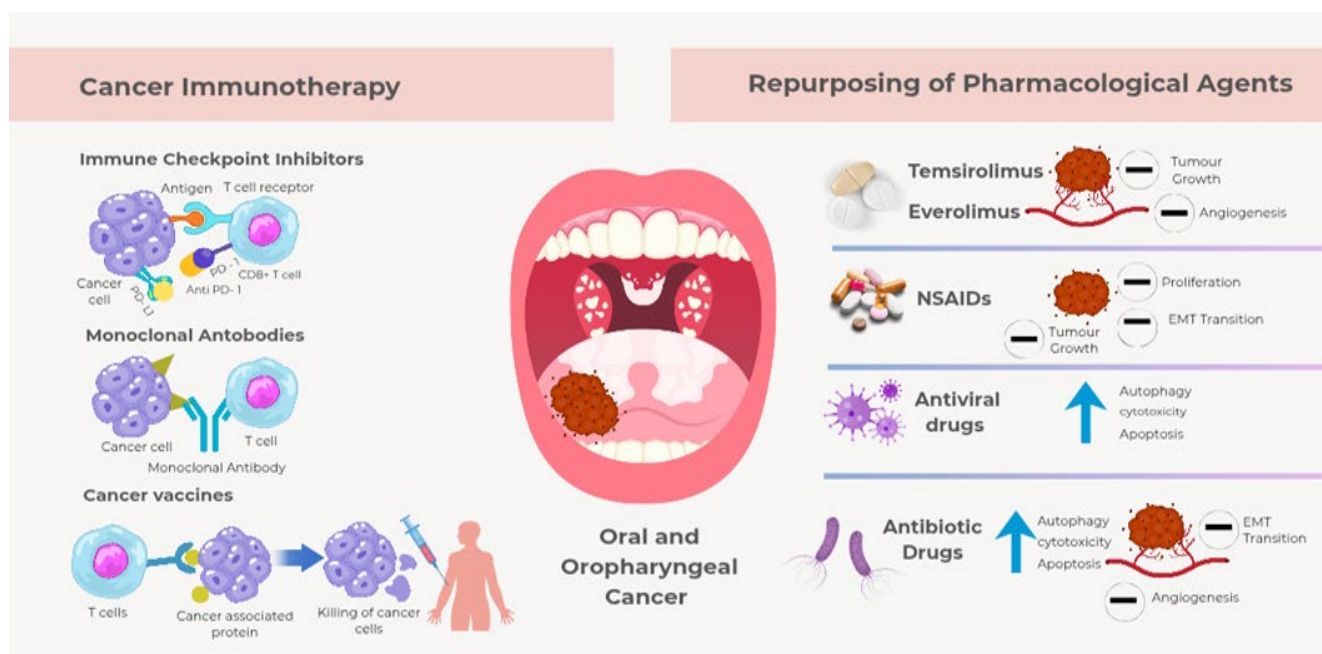 Cancer Immunotherapy
Immune Checkpoint Inhibitors
Antigen
T cell receptor
PD - 1
CD8+ T cell
Cancer
cell
Anti PD- 1
PD- L1
Monoclonal Antobodies
Cancer cell
T cell
Monoclonal Antibody
Cancer vaccines
T cells
Cancer associated
protein
Killing of cancer
cells
Oral and
Oropharyngeal
Cancer
Repurposing of Pharmacological Agents
Temsirolimus
Everolimus
Tumour
Growth
Angiogenesis
NSAIDs
Proliferation
EMT Transition
Tumour
Growth
Antiviral
drugs
Autophagy
cytotoxicity
Apoptosis
Antibiotic
Drugs
Autophagy
cytotoxicity
Apoptosis
EMT
Transition
Angiogenesis